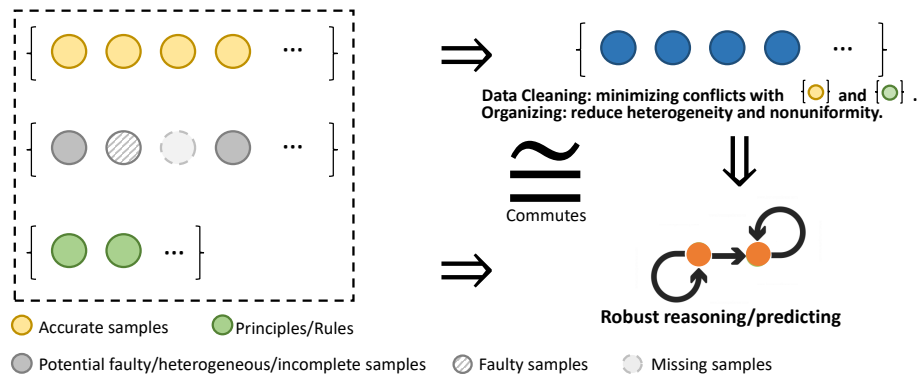 ...
Data Cleaning: minimizing conflicts with { } and { } .
Organizing: reduce heterogeneity and nonuniformity.
...
Commutes
...
Robust reasoning/predicting
Accurate samples
Principles/Rules
Potential faulty/heterogeneous/incomplete samples
Faulty samples
Missing samples